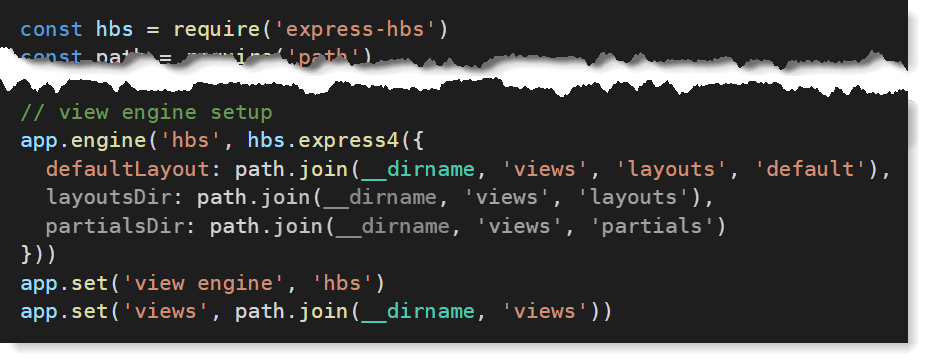 const hbs = require('express-hbs')
const path = require('path')
// view engine setup
app.engine('hbs', hbs.express4({
  defaultLayout: path.join(__dirname, 'views', 'layouts', 'default'),
  layoutsDir: path.join(__dirname, 'views', 'layouts'),
  partialsDir: path.join(__dirname, 'views', 'partials')
}))
app.set('view engine', 'hbs')
app.set('views', path.join(__dirname, 'views'))